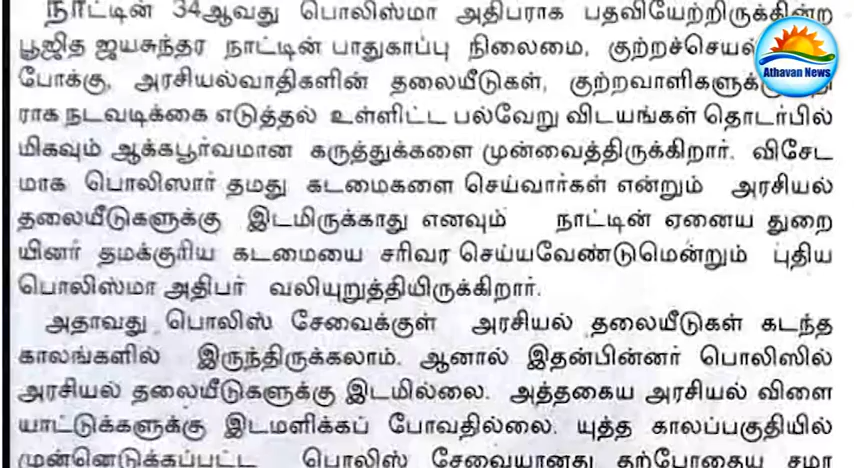 நாட்டின் 34ஆவது பொலிஸ்மா அதிபராக பதவியேற்றிருக்கின்ற
பூஜித ஜயசுந்தர நாட்டின் பாதுகாப்பு நிலைமை, குற்றச்செயல்
போக்கு, அரசியல்வாதிகளின் தலையீடுகள்,
ராக நடவடிக்கை எடுத்தல் உள்ளிட்ட பல்வேறு விடயங்கள் தொடர்பில்
மிகவும் ஆக்கபூர்வமான கருத்துக்களை முன்வைத்திருக்கிறார். விசேட
மாக பொலிஸார் தமது கடமைகளை செய்வார்கள் என்றும் அரசியல்
தலையீடுகளுக்கு இடமிருக்காது எனவும் நாட்டின் ஏனைய துறை
யினர் தமக்குரிய கடமையை சரிவர செய்யவேண்டுமென்றும் புதிய
பொலிஸ்மா அதிபர் வலியுறுத்தியிருக்கிறார்.
அதாவது பொலிஸ் சேவைக்குள் அரசியல் தலையீடுகள் கடந்த
காலங்களில் இருந்திருக்கலாம். ஆனால் இதன்பின்னர் பொலிஸில்
அரசியல் தலையீடுகளுக்கு இடமில்லை. அத்தகைய அரசியல் விளை
யாட்டுக்களுக்கு இடமளிக்கப் போவதில்லை. யுத்த காலப்பகுதியில்
முன்னெடுக்கப்பட்ட பொலிஸ் சேவையானது தற்போதைய சமா
Athavan News